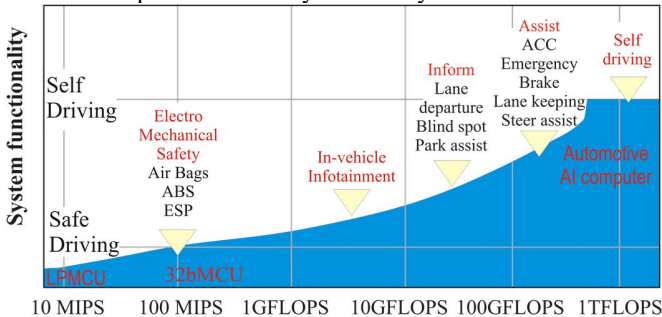 System functionality
Self
Driving
Safe
Driving
Electro
Mechanical
Safety
Air Bags
ABS
ESP
In-vehicle
Infotainment
Inform
Lane
departure
Blind spot
Park assist
Assist
ACC
Emergency
Brake
Lane keeping
Steer assist
Self
driving
Automotive
AI computer
LPMCU
32bMCU
10 MIPS 100 MIPS 1GFLOPS 10GFLOPS 100GFLOPS 1TFLOPS